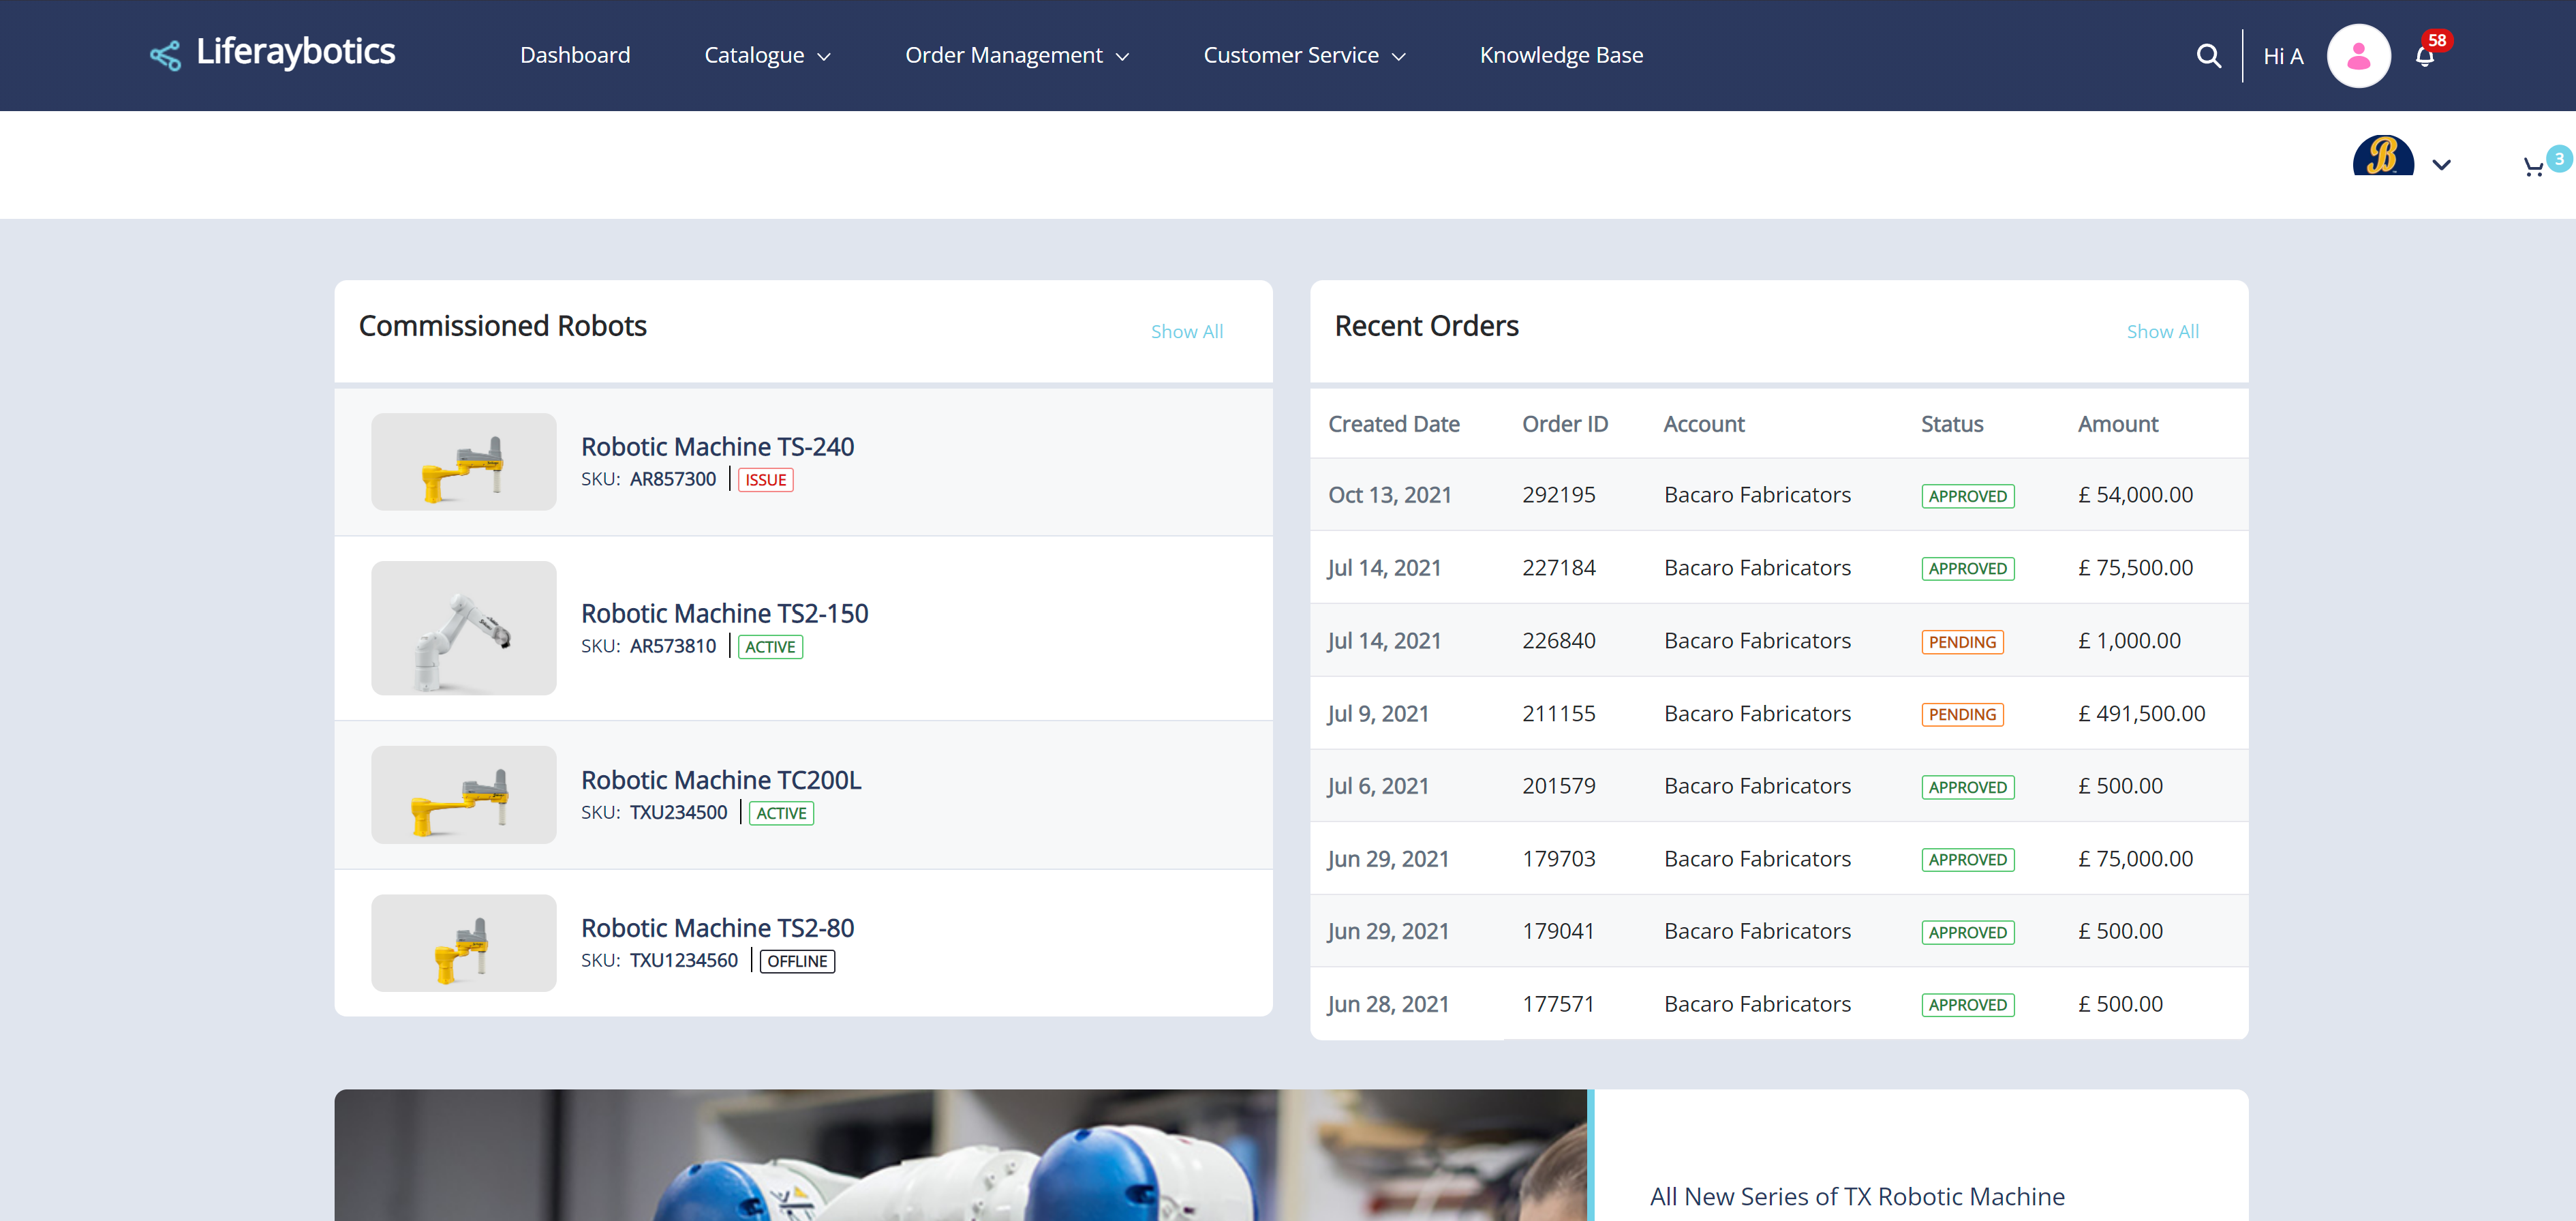 Liferaybotics
Dashboard
Catalogue
Order Management
Customer Service
Knowledge Base
Hi A
58
B
3
Commissioned Robots
Show All
Robotic Machine TS-240
SKU: AR857300 ISSUE
Robotic Machine TS2-150
SKU: AR573810 ACTIVE
Robotic Machine TC200L
SKU: TXU234500 ACTIVE
Robotic Machine TS2-80
SKU: TXU1234560 OFFLINE
Recent Orders
Show All
Created Date Order ID Account Status Amount
Oct 13, 2021 292195 Bacaro Fabricators APPROVED £ 54,000.00
Jul 14, 2021 227184 Bacaro Fabricators APPROVED £ 75,500.00
Jul 14, 2021 226840 Bacaro Fabricators PENDING £ 1,000.00
Jul 9, 2021 211155 Bacaro Fabricators PENDING £ 491,500.00
Jul 6, 2021 201579 Bacaro Fabricators APPROVED £ 500.00
Jun 29, 2021 179703 Bacaro Fabricators APPROVED £ 75,000.00
Jun 29, 2021 179041 Bacaro Fabricators APPROVED £ 500.00
Jun 28, 2021 177571 Bacaro Fabricators APPROVED £ 500.00
All New Series of TX Robotic Machine